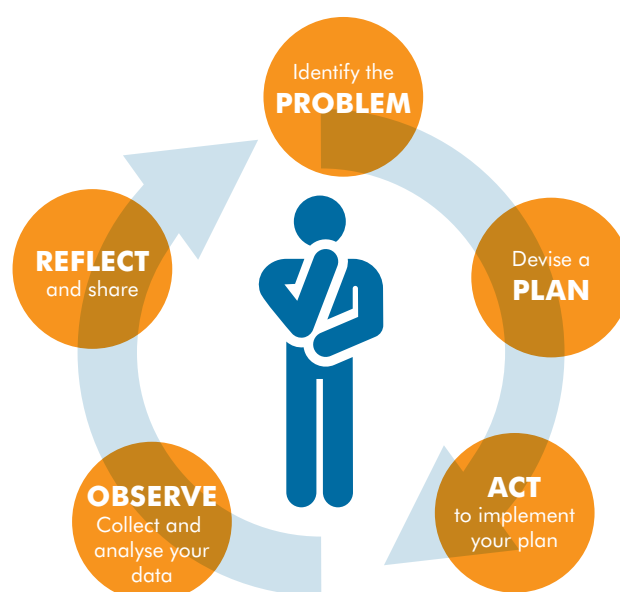 Identify the
PROBLEM
Devise a
PLAN
ACT
to implement
your plan
OBSERVE
Collect and
analyse your
data
REFLECT
and share